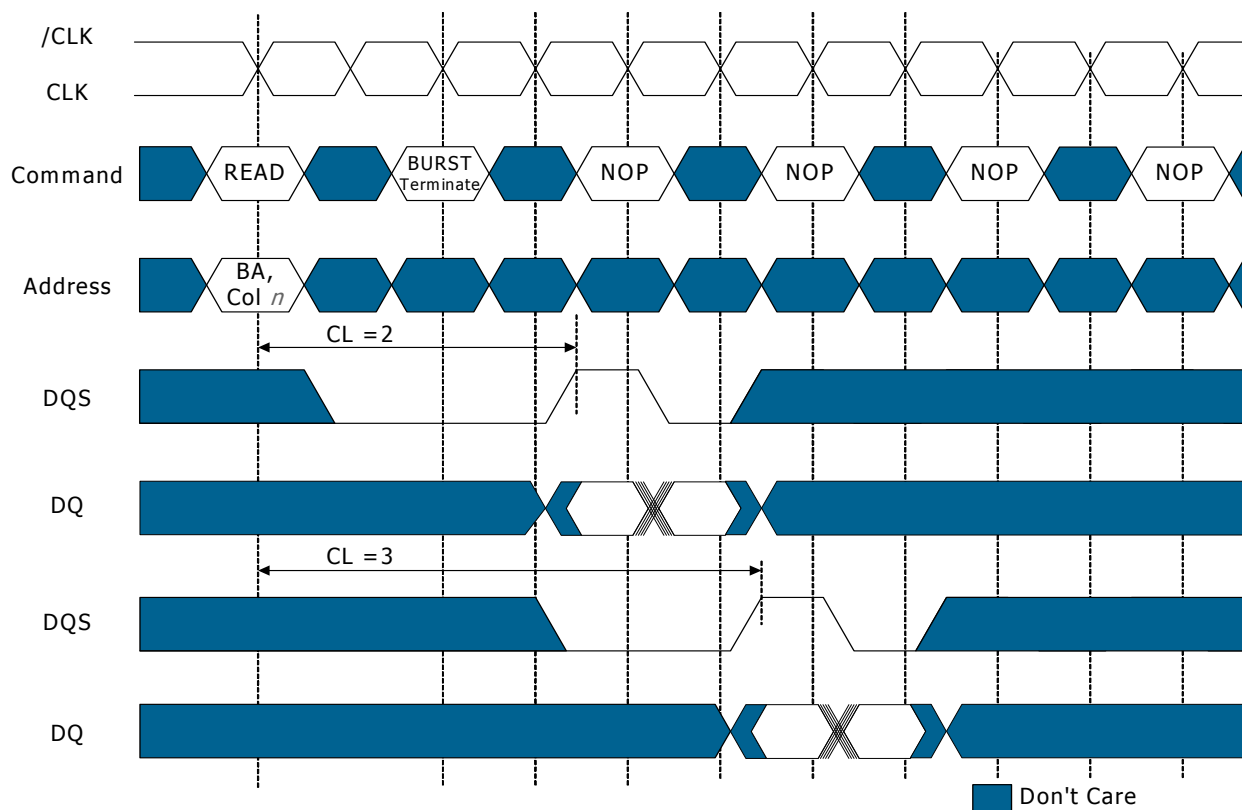 /CLK
CLK
Command
READ
BURST
Terminate
NOP
NOP
NOP
NOP
Address
BA,
Col n
CL =2
DQS
DQ
CL =3
DQS
DQ
Don't Care